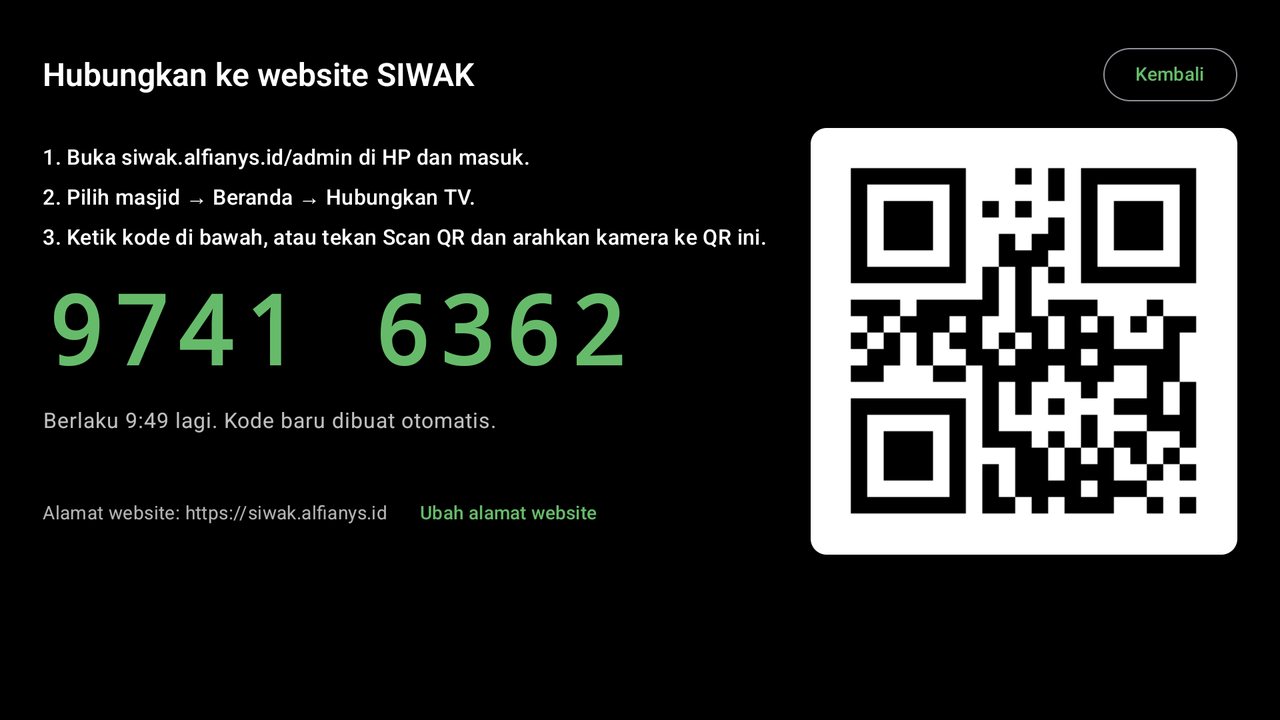 Hubungkan ke website SIWAK
Kembali
1. Buka siwak.alfianys.id/admin di HP dan masuk.
2. Pilih masjid → Beranda → Hubungkan TV.
3. Ketik kode di bawah, atau tekan Scan QR dan arahkan kamera ke QR ini.
9741 6362
Berlaku 9:49 lagi. Kode baru dibuat otomatis.
Alamat website: https://siwak.alfianys.id
Ubah alamat website